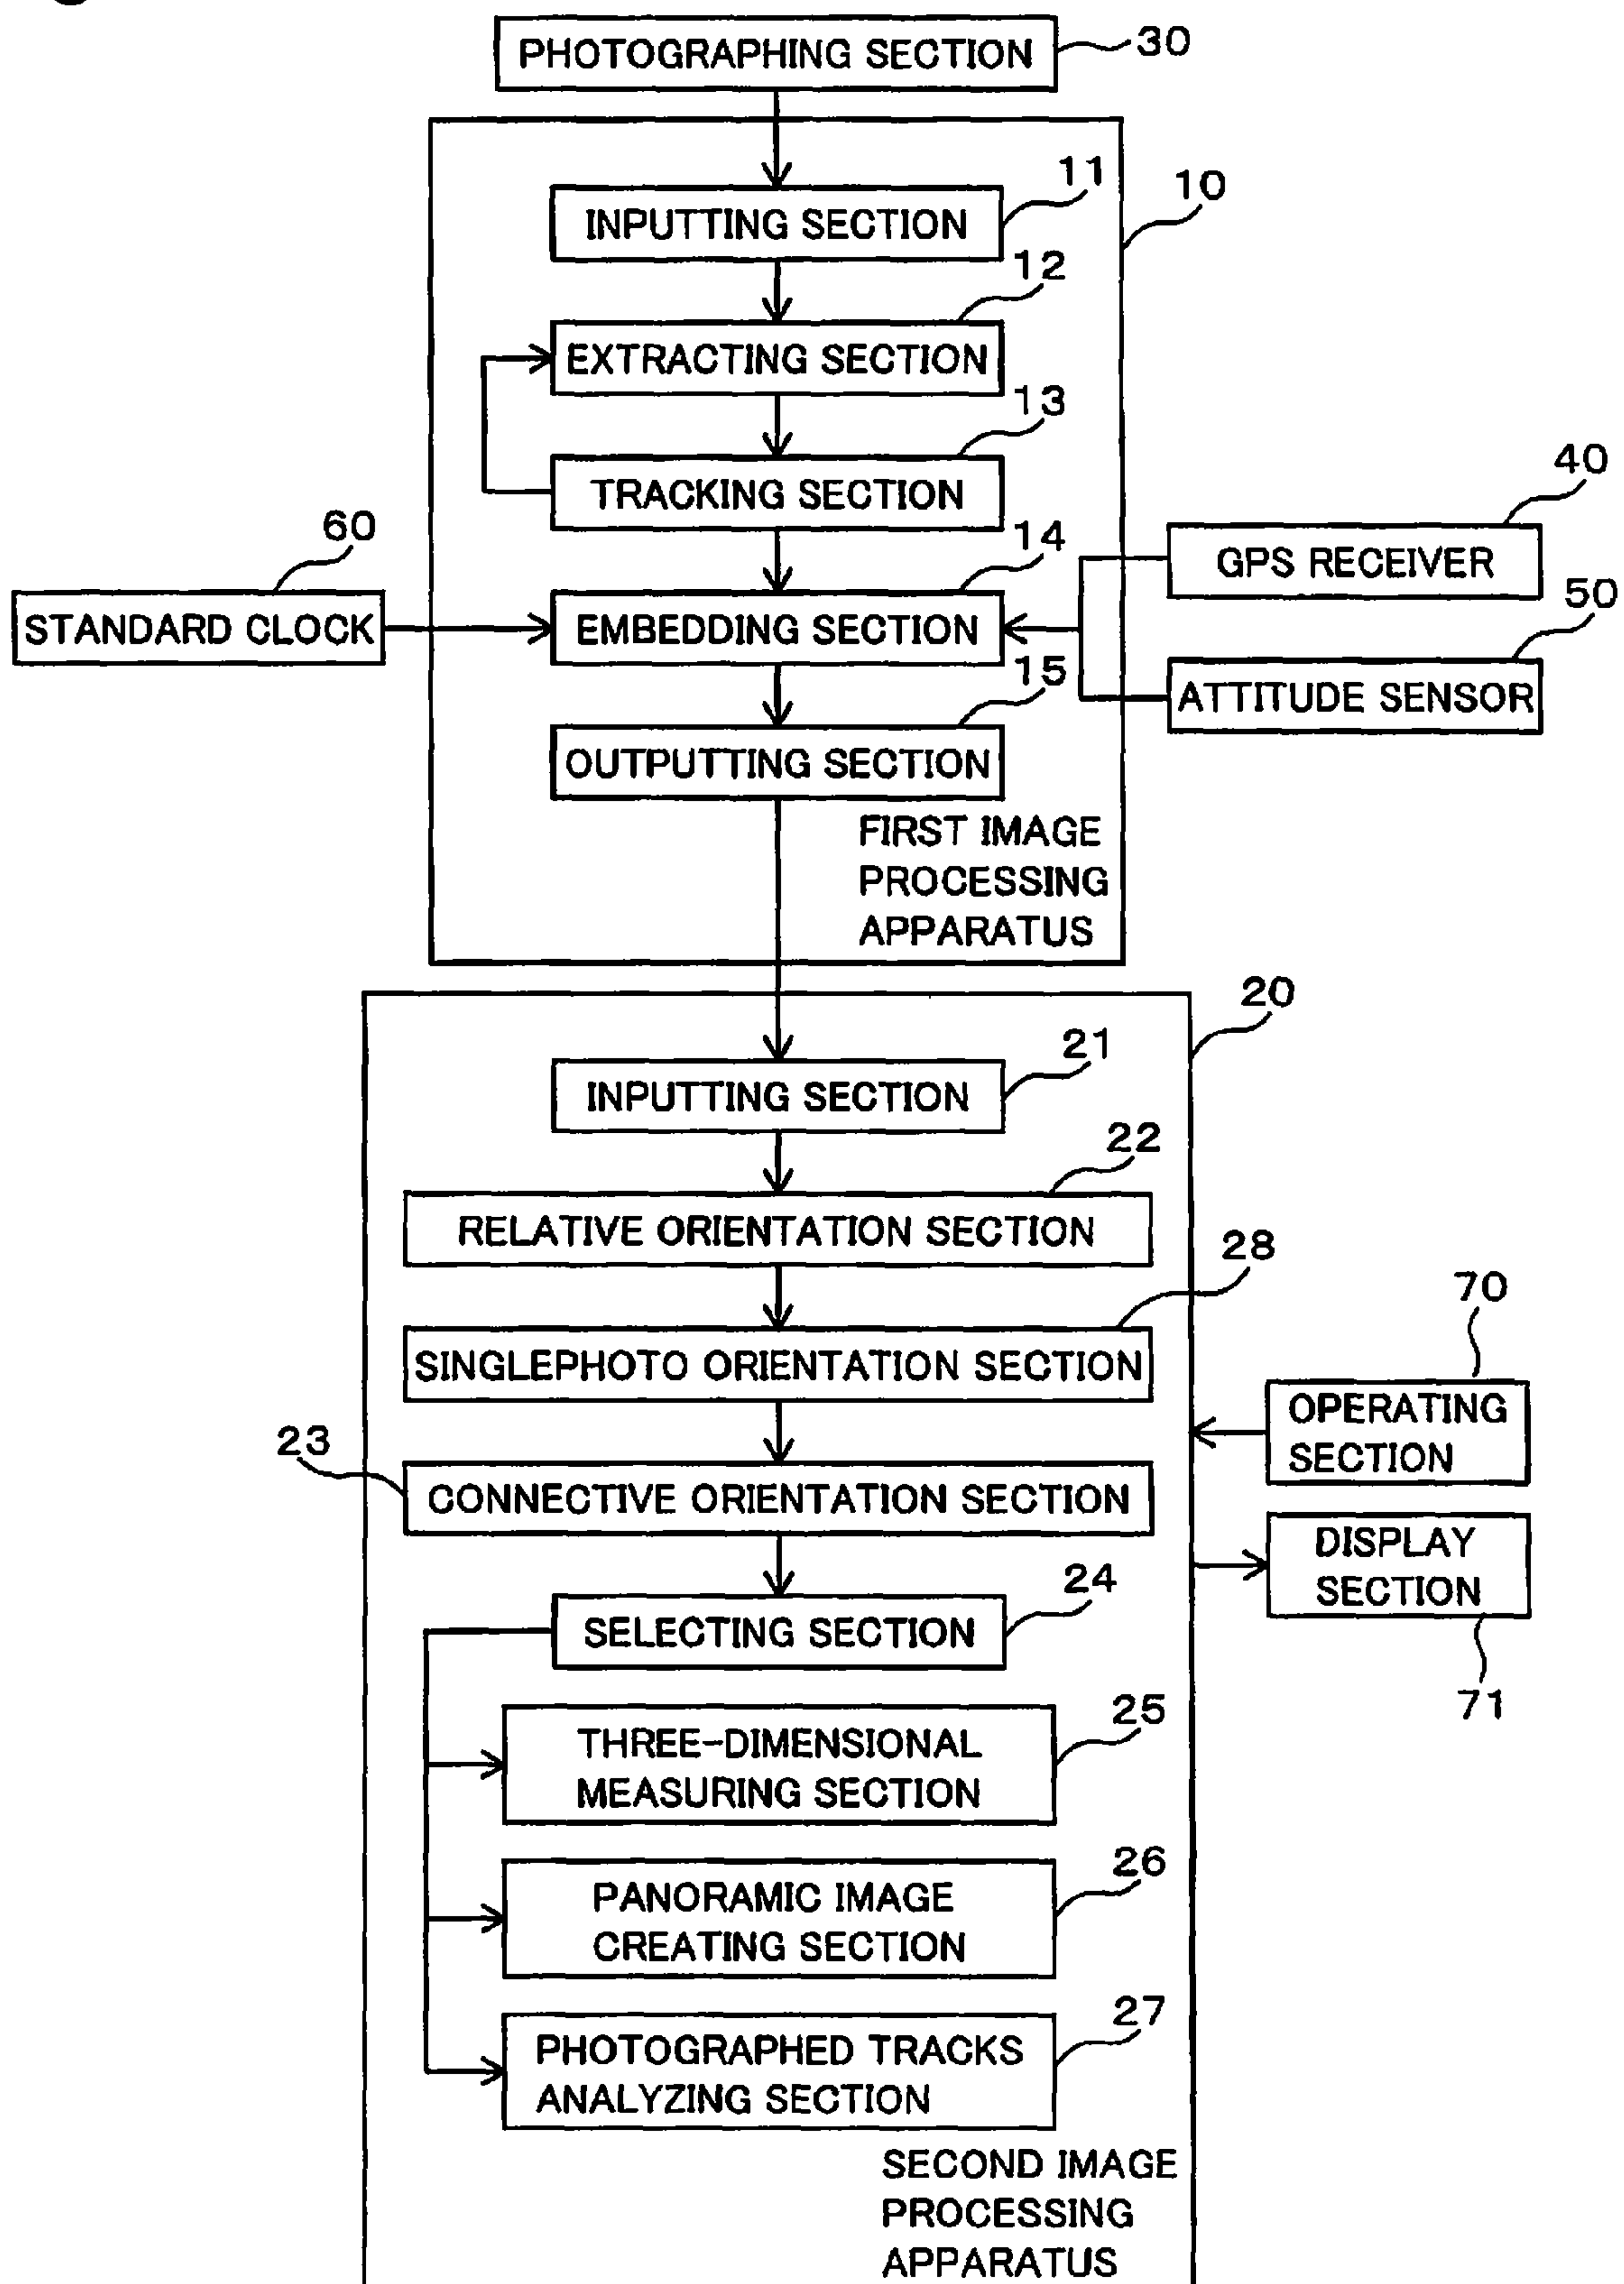 PHOTOGRAPHING SECTION
30
11
10
INPUTTING SECTION
12
EXTRACTING SECTION
13
TRACKING SECTION
40
GPS RECEIVER
60
14
STANDARD CLOCK
EMBEDDING SECTION
50
ATTITUDE SENSOR
15
OUTPUTTING SECTION
FIRST IMAGE
PROCESSING
APPARATUS
20
21
INPUTTING SECTION
22
RELATIVE ORIENTATION SECTION
28
SINGLEPHOTO ORIENTATION SECTION
70
OPERATING
SECTION
23
CONNECTIVE ORIENTATION SECTION
DISPLAY
SECTION
71
24
SELECTING SECTION
25
THREE-DIMENSIONAL
MEASURING SECTION
26
PANORAMIC IMAGE
CREATING SECTION
27
PHOTOGRAPHED TRACKS
ANALYZING SECTION
SECOND IMAGE
PROCESSING
APPARATUS